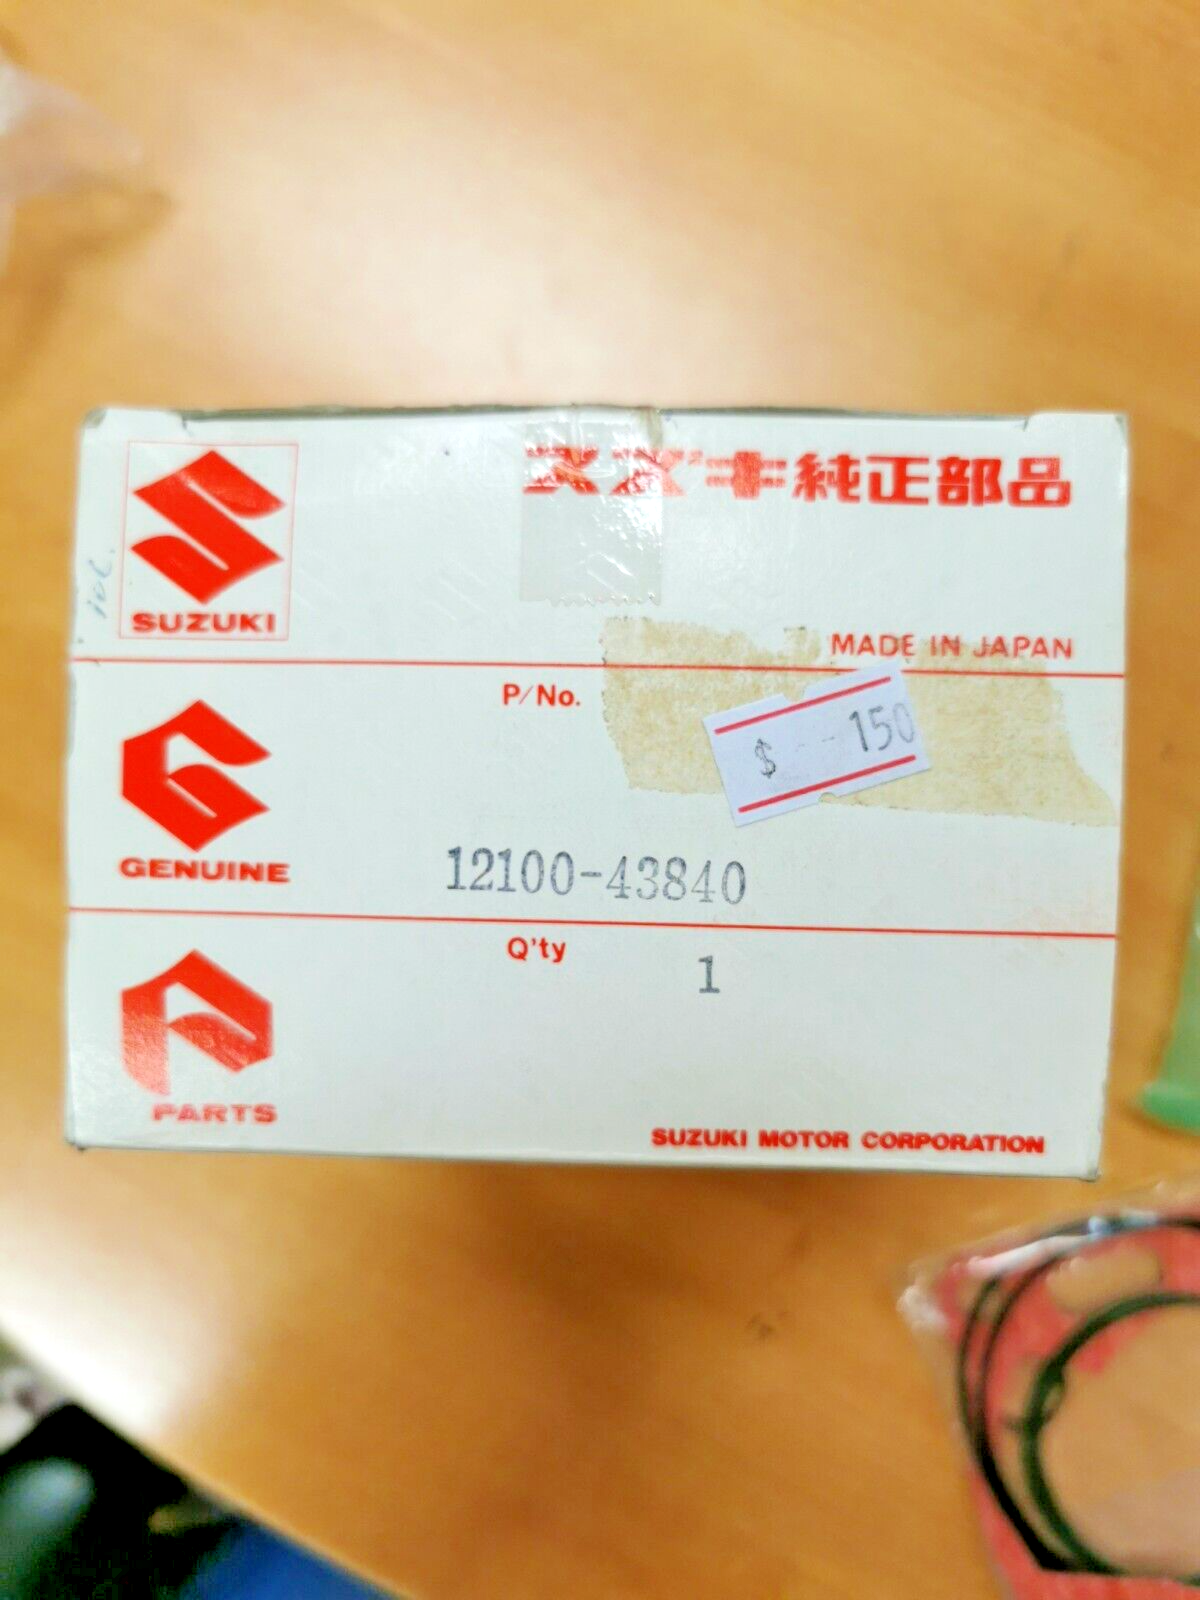 SUZUKI
スズキ純正部品
MADE IN JAPAN
P/No.
$ 150
GENUINE
12100-43840
Q'ty 1
PARTS
SUZUKI MOTOR CORPORATION